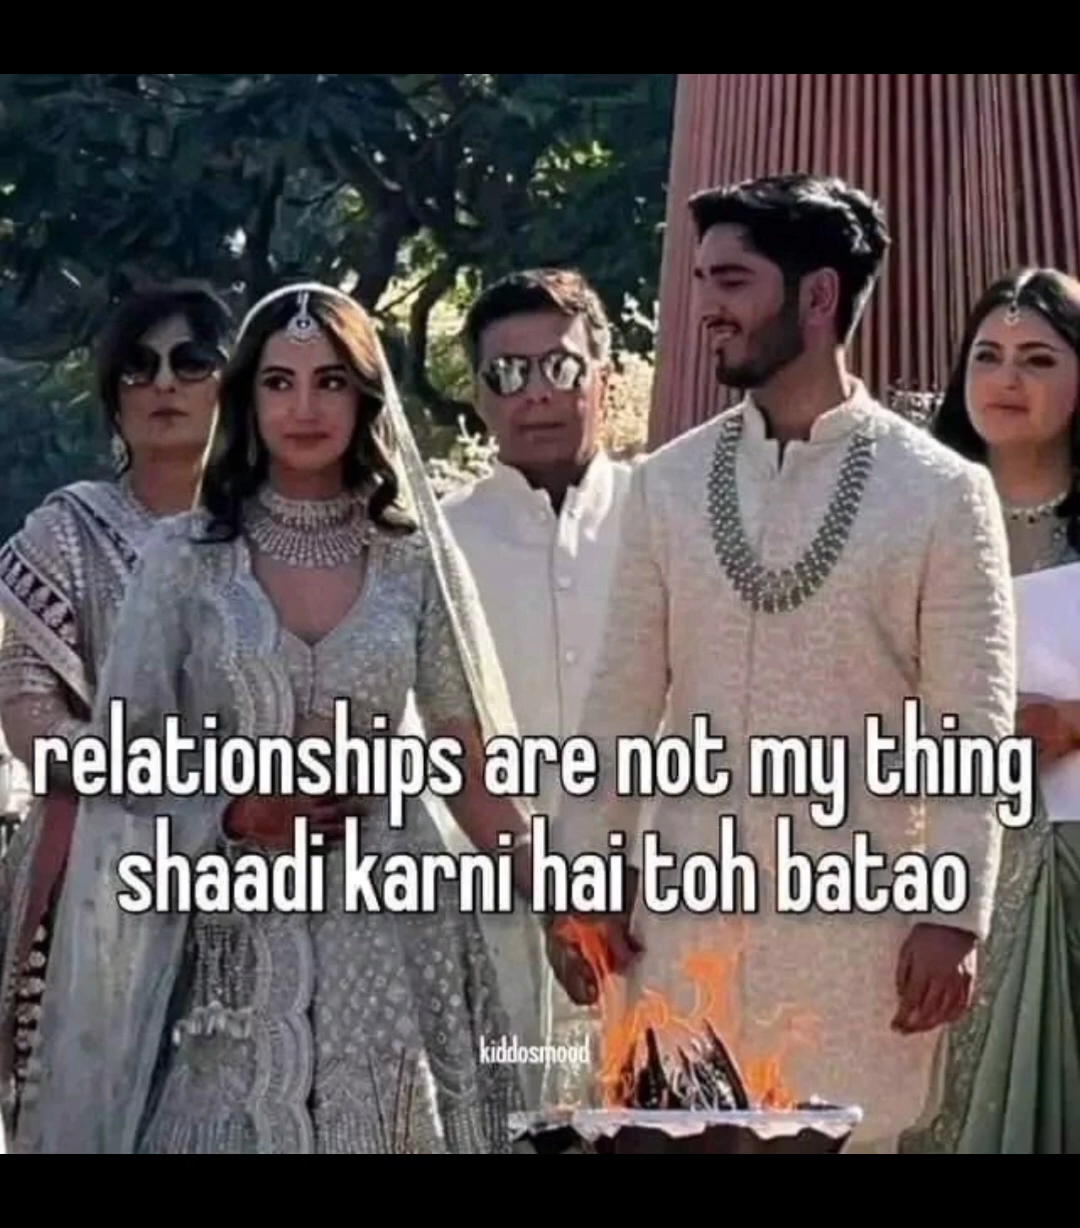 relationships are not my thing
shaadi karni hai toh batao
kiddosmood